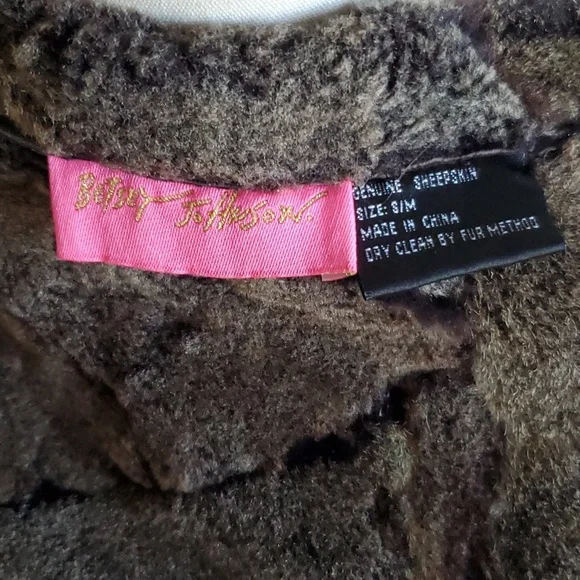 Betsey Johnson.
GENUINE SHEEPSKIN
SIZE: S/M
MADE IN CHINA
DRY CLEAN BY FUR METHOD